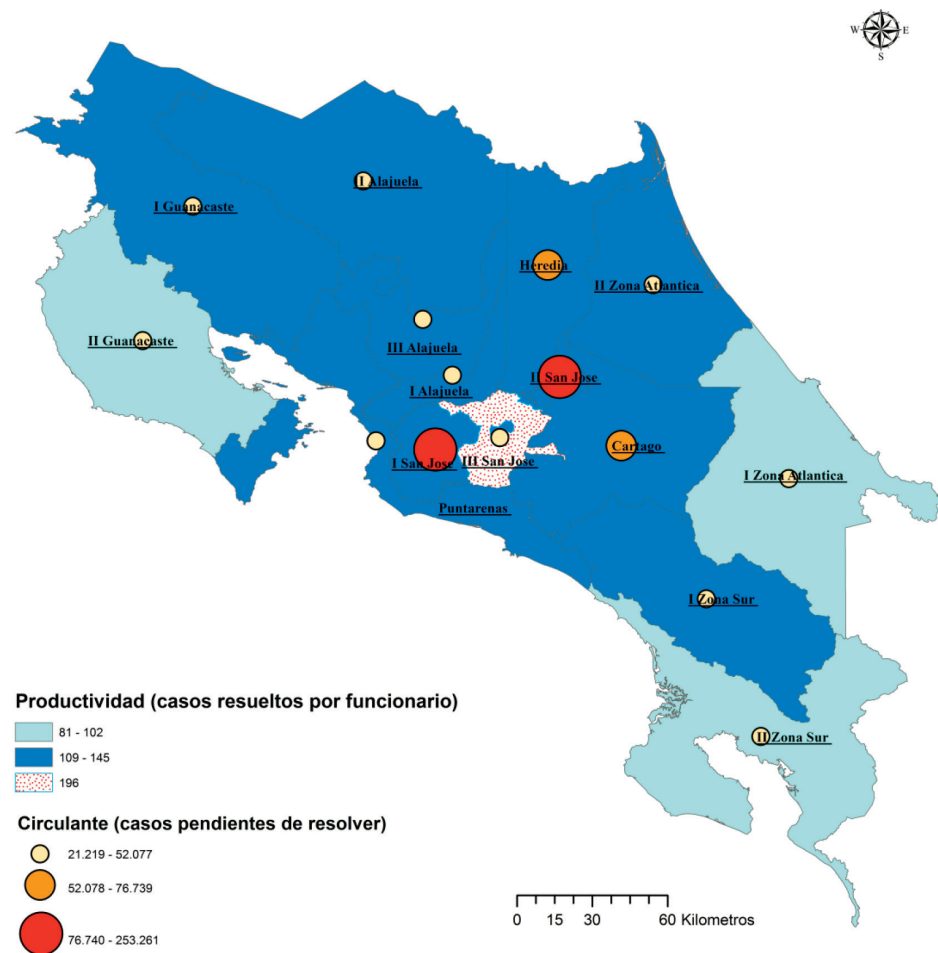 N
W E
S
II Alajuela
I Guanacaste
Heredia
II Zona Atlantica
II Guanacaste
III Alajuela
II San Jose
I Alajuela
Cartago
I San Jose
III San Jose
I Zona Atlantica
Puntarenas
I Zona Sur
II Zona Sur
Productividad (casos resueltos por funcionario)
81 - 102
109 - 145
196
Circulante (casos pendientes de resolver)
21.219 - 52.077
52.078 - 76.739
76.740 - 253.261
0 15 30 60 Kilometros